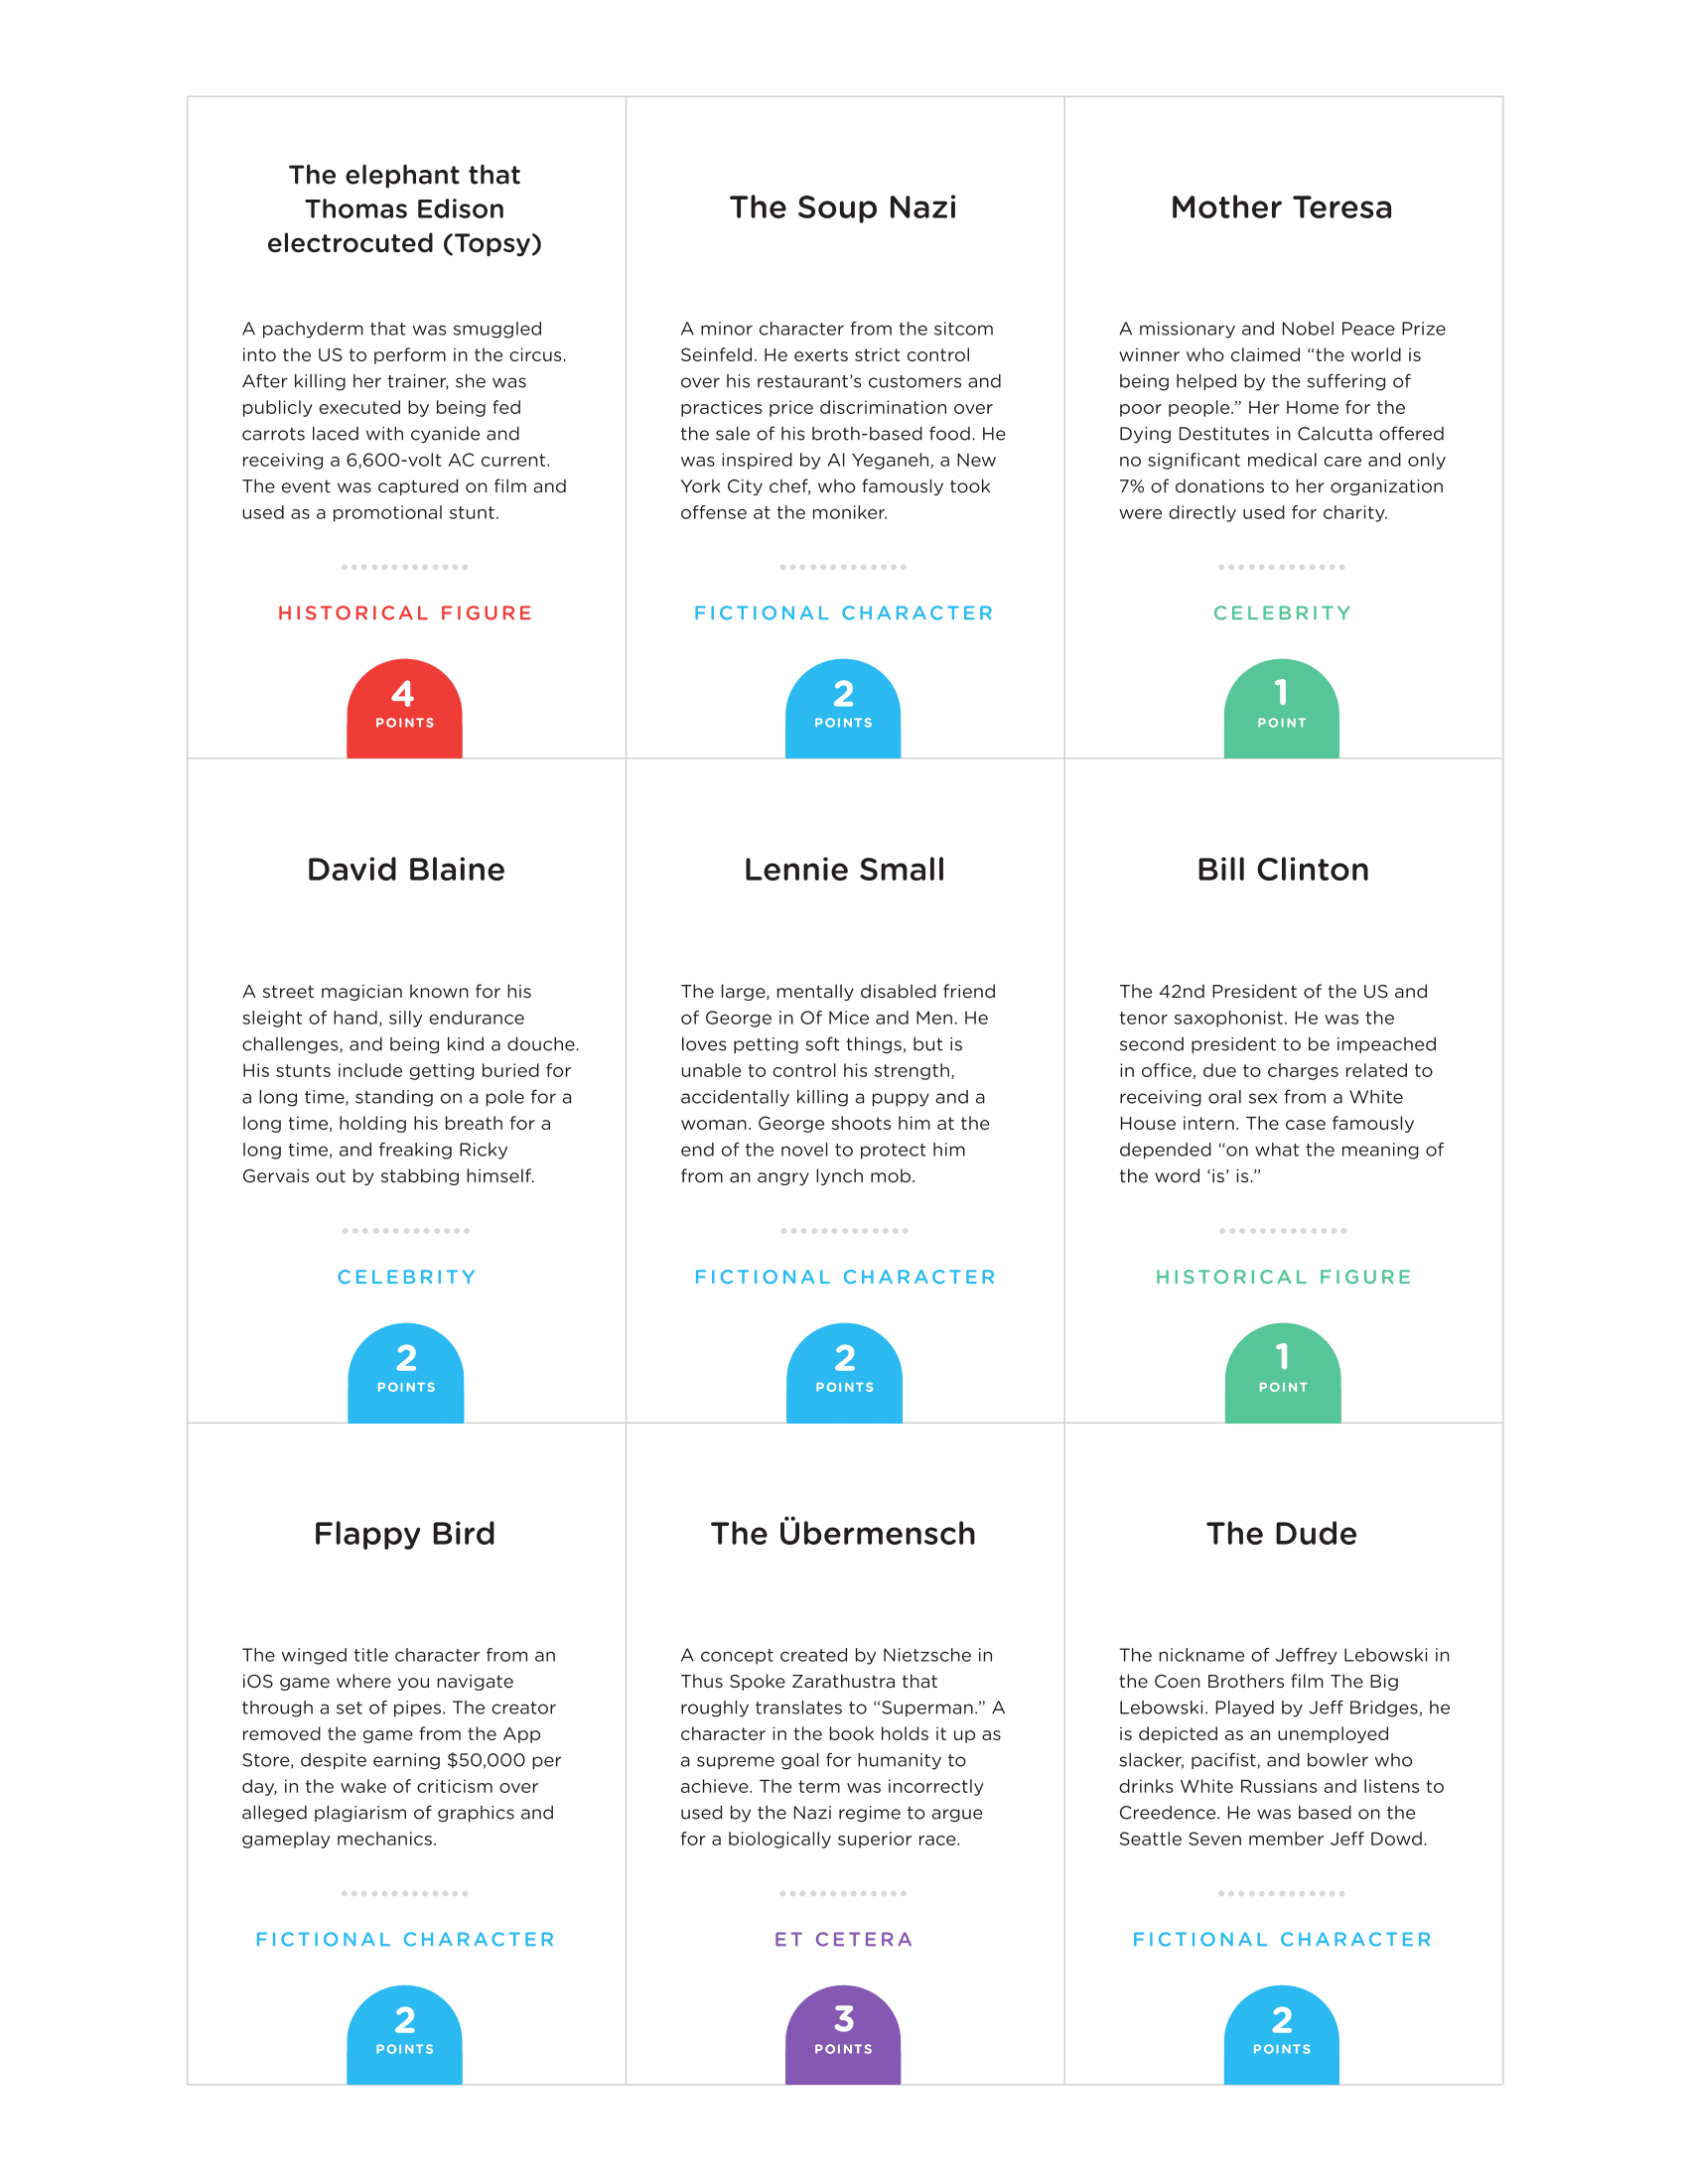 The elephant that
Thomas Edison
electrocuted (Topsy)
A pachyderm that was smuggled
into the US to perform in the circus.
After killing her trainer, she was
publicly executed by being fed
carrots laced with cyanide and
receiving a 6,600-volt AC current.
The event was captured on film and
used as a promotional stunt.
HISTORICAL FIGURE
4
POINTS
The Soup Nazi
A minor character from the sitcom
Seinfeld. He exerts strict control
over his restaurant’s customers and
practices price discrimination over
the sale of his broth-based food. He
was inspired by Al Yeganeh, a New
York City chef, who famously took
offense at the moniker.
FICTIONAL CHARACTER
2
POINTS
Mother Teresa
A missionary and Nobel Peace Prize
winner who claimed “the world is
being helped by the suffering of
poor people.” Her Home for the
Dying Destitutes in Calcutta offered
no significant medical care and only
7% of donations to her organization
were directly used for charity.
CELEBRITY
1
POINT
David Blaine
A street magician known for his
sleight of hand, silly endurance
challenges, and being kind a douche.
His stunts include getting buried for
a long time, standing on a pole for a
long time, holding his breath for a
long time, and freaking Ricky
Gervais out by stabbing himself.
CELEBRITY
2
POINTS
Lennie Small
The large, mentally disabled friend
of George in Of Mice and Men. He
loves petting soft things, but is
unable to control his strength,
accidentally killing a puppy and a
woman. George shoots him at the
end of the novel to protect him
from an angry lynch mob.
FICTIONAL CHARACTER
2
POINTS
Bill Clinton
The 42nd President of the US and
tenor saxophonist. He was the
second president to be impeached
in office, due to charges related to
receiving oral sex from a White
House intern. The case famously
depended “on what the meaning of
the word ‘is’ is.”
HISTORICAL FIGURE
1
POINT
Flappy Bird
The winged title character from an
iOS game where you navigate
through a set of pipes. The creator
removed the game from the App
Store, despite earning $50,000 per
day, in the wake of criticism over
alleged plagiarism of graphics and
gameplay mechanics.
FICTIONAL CHARACTER
2
POINTS
The Übermensch
A concept created by Nietzsche in
Thus Spoke Zarathustra that
roughly translates to “Superman.” A
character in the book holds it up as
a supreme goal for humanity to
achieve. The term was incorrectly
used by the Nazi regime to argue
for a biologically superior race.
ET CETERA
3
POINTS
The Dude
The nickname of Jeffrey Lebowski in
the Coen Brothers film The Big
Lebowski. Played by Jeff Bridges, he
is depicted as an unemployed
slacker, pacifist, and bowler who
drinks White Russians and listens to
Creedence. He was based on the
Seattle Seven member Jeff Dowd.
FICTIONAL CHARACTER
2
POINTS